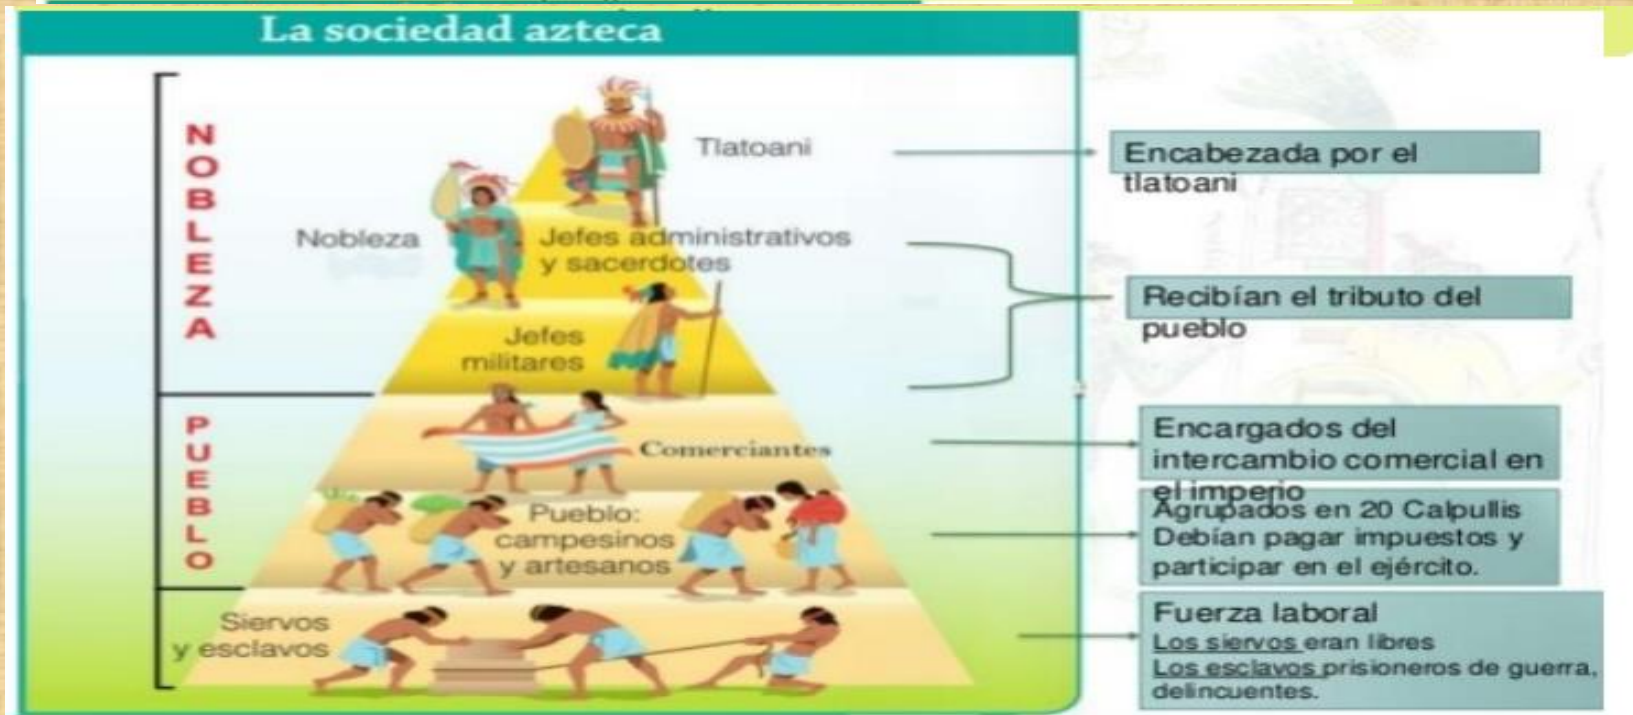 La sociedad azteca
NOBLEZA
Tlatoani
Encabezada por el
tlatoani
Nobleza
Jefes administrativos
y sacerdotes
Recibían el tributo del
pueblo
Jefes
militares
PUEBLO
Comerciantes
Encargados del
intercambio comercial en
el imperio
Pueblo:
campesinos
y artesanos
Agrupados en 20 Calpullis
Debían pagar impuestos y
participar en el ejército.
Siervos
y esclavos
Fuerza laboral
Los siervos eran libres
Los esclavos prisioneros de guerra,
delincuentes.